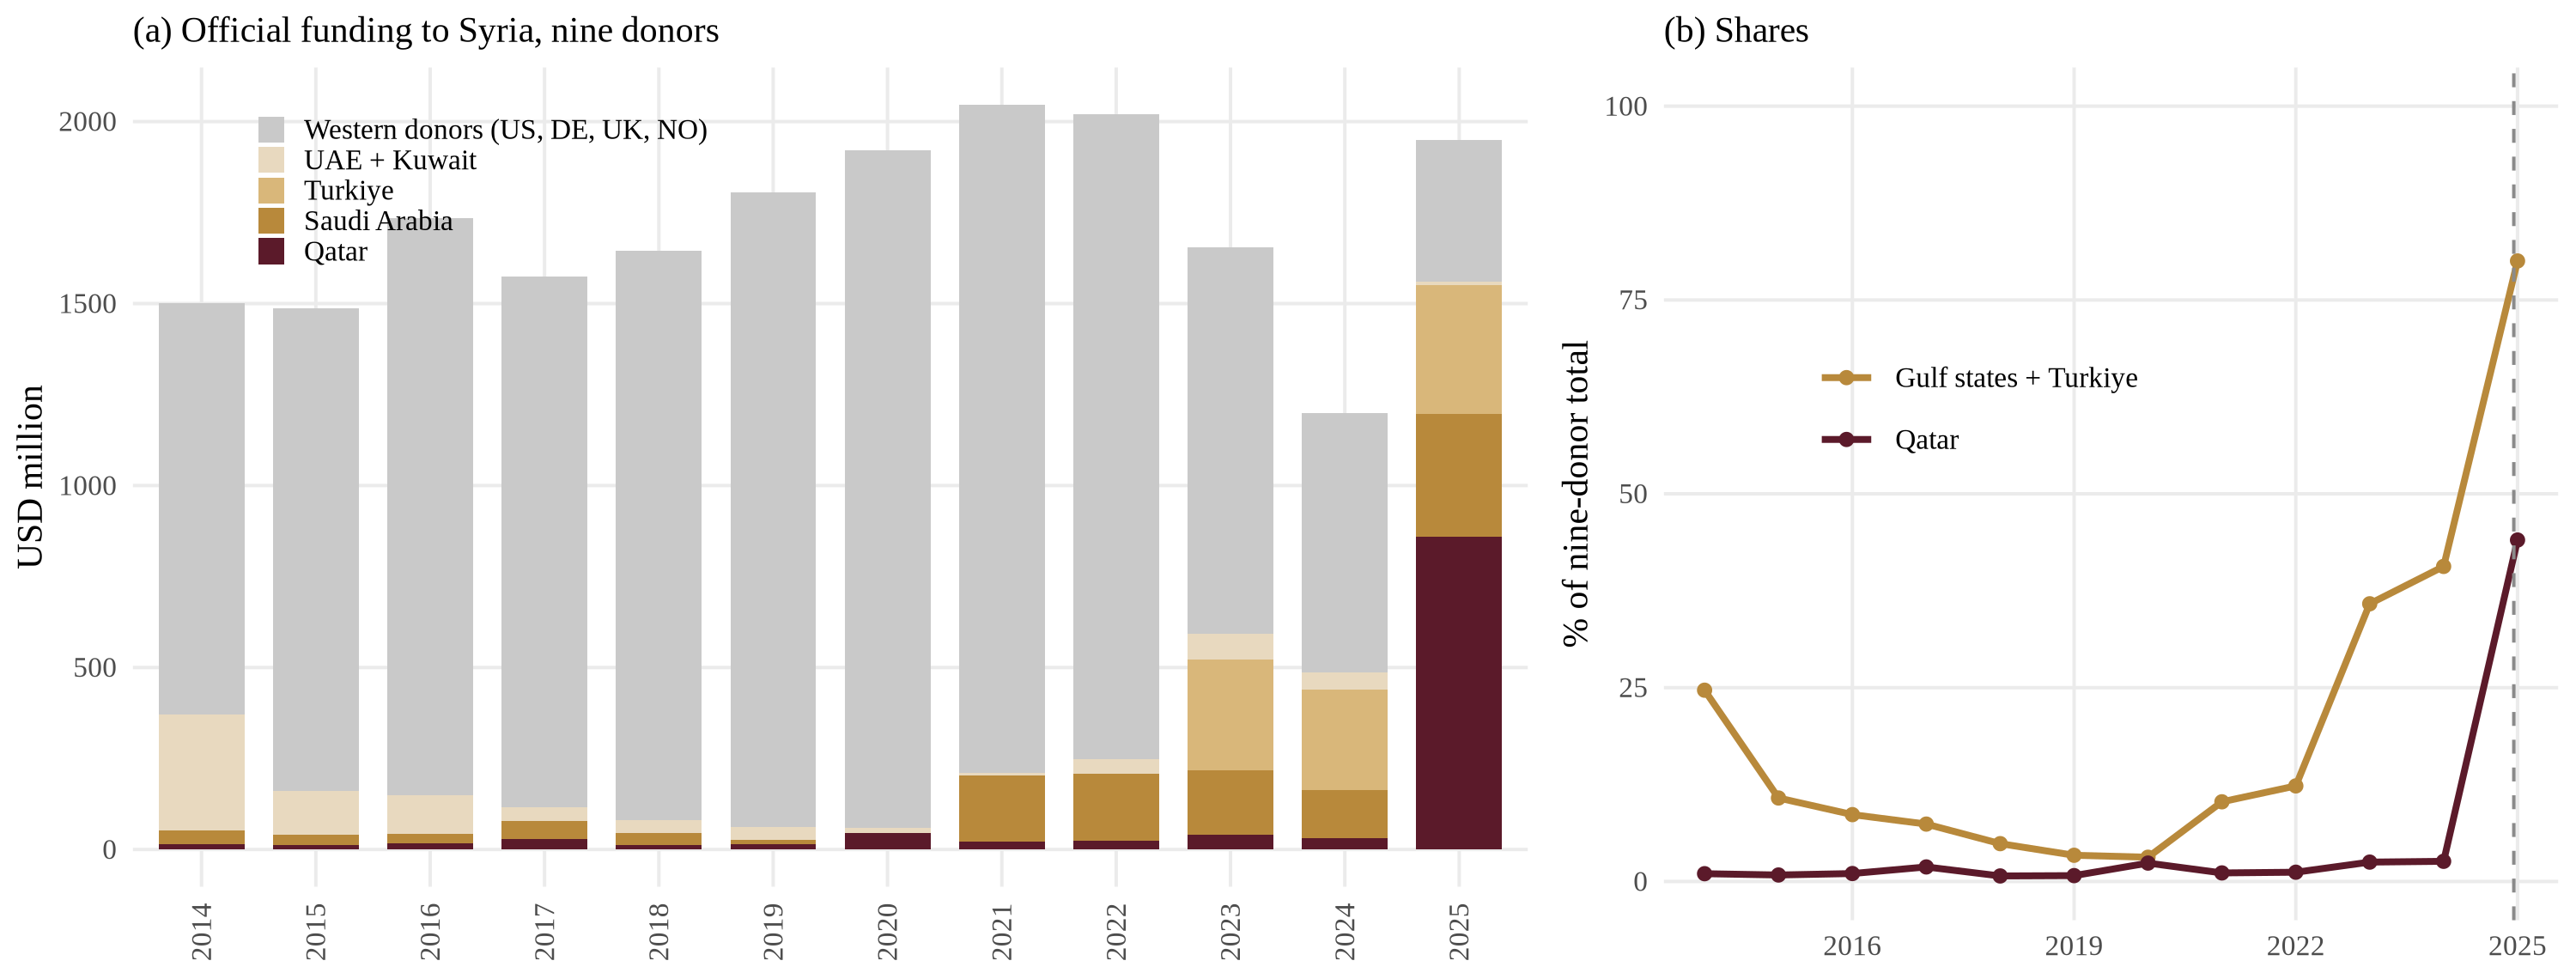 (a) Official funding to Syria, nine donors
USD million
2000
1500
1000
500
0
Western donors (US, DE, UK, NO)
UAE + Kuwait
Turkiye
Saudi Arabia
Qatar
2014
2015
2016
2017
2018
2019
2020
2021
2022
2023
2024
2025
(b) Shares
% of nine-donor total
100
75
50
25
0
Gulf states + Turkiye
Qatar
2016
2019
2022
2025